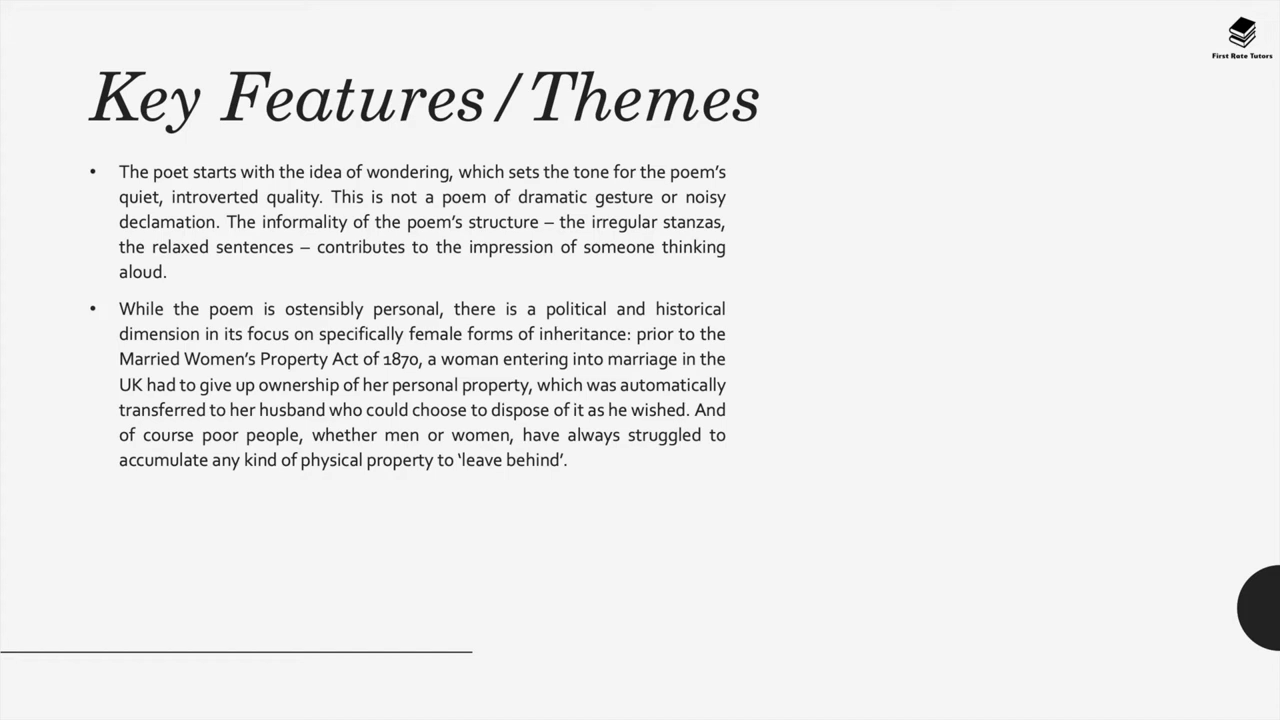 First Rate Tutors
Key Features/Themes
• The poet starts with the idea of wondering, which sets the tone for the poem’s
quiet, introverted quality. This is not a poem of dramatic gesture or noisy
declamation. The informality of the poem’s structure – the irregular stanzas,
the relaxed sentences – contributes to the impression of someone thinking
aloud.
• While the poem is ostensibly personal, there is a political and historical
dimension in its focus on specifically female forms of inheritance: prior to the
Married Women’s Property Act of 1870, a woman entering into marriage in the
UK had to give up ownership of her personal property, which was automatically
transferred to her husband who could choose to dispose of it as he wished. And
of course poor people, whether men or women, have always struggled to
accumulate any kind of physical property to ‘leave behind’.